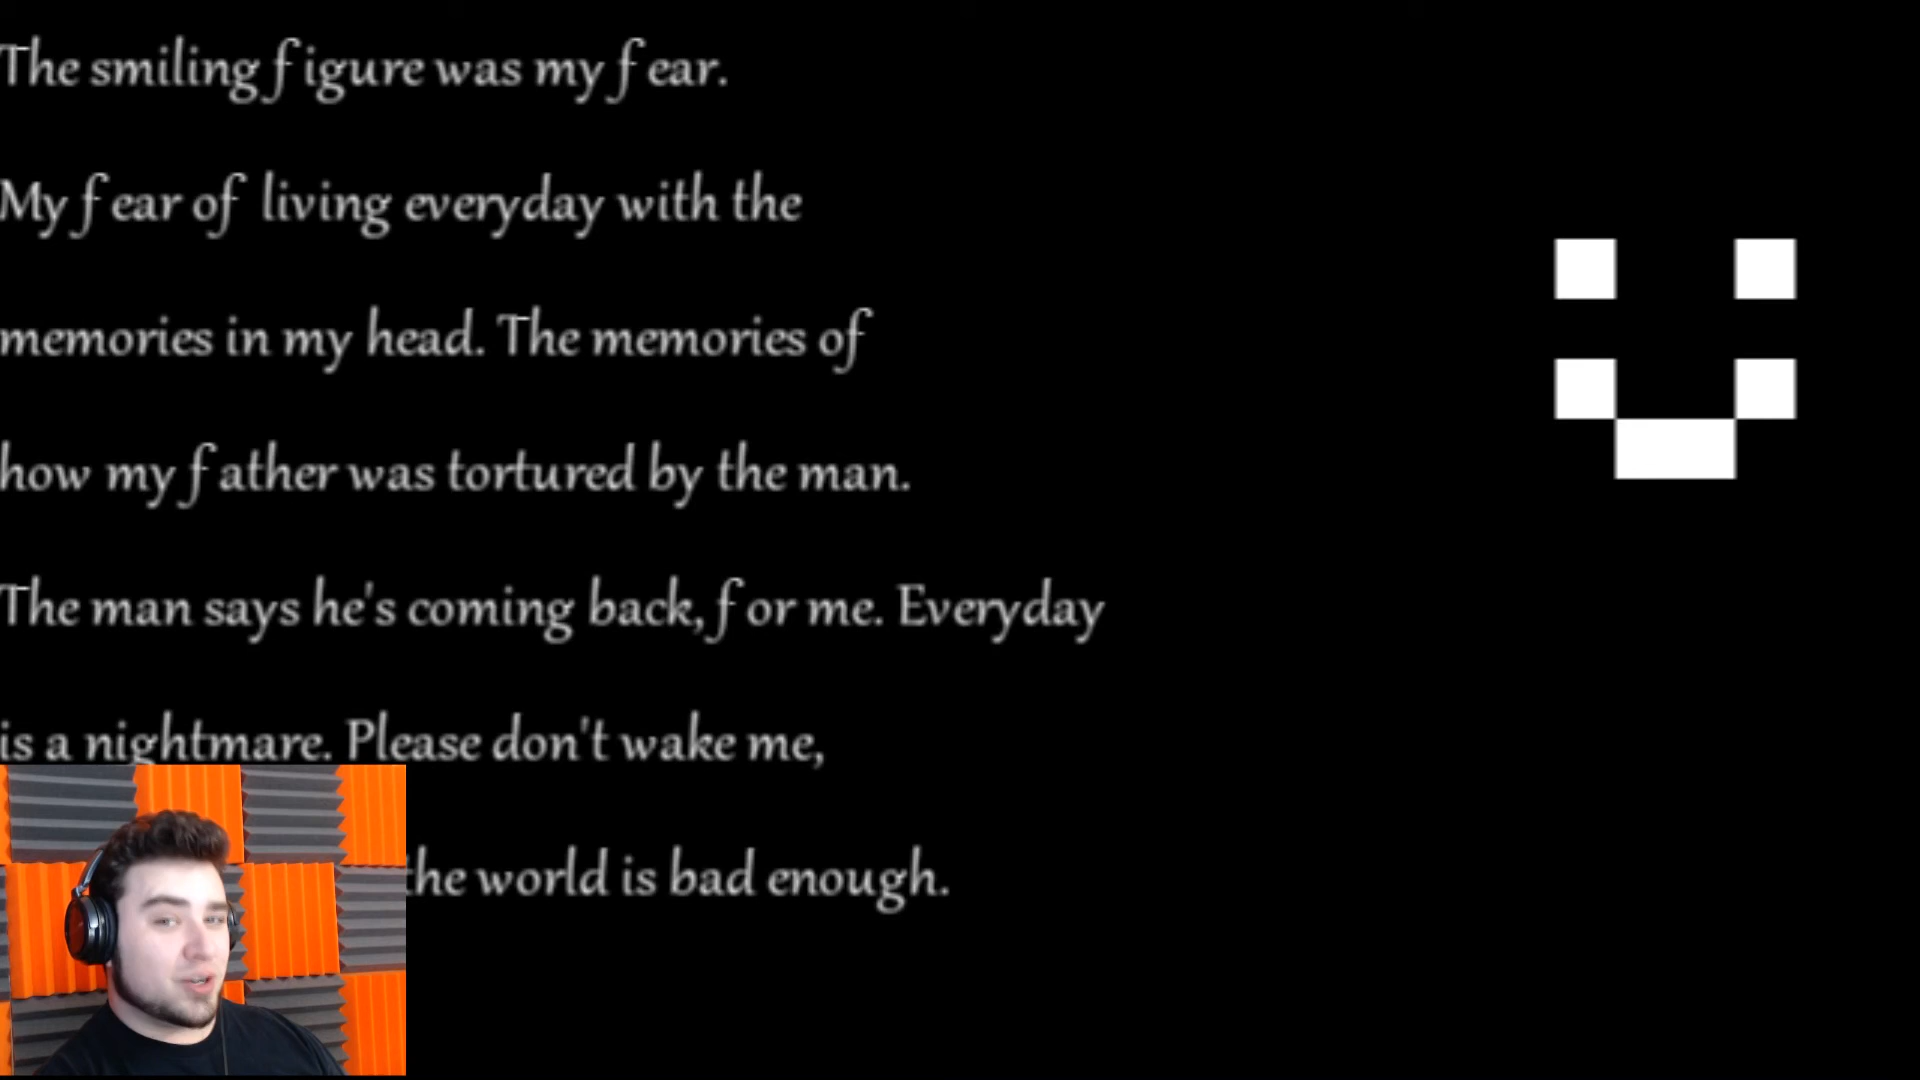 The smiling figure was my fear.
My fear of living everyday with the
memories in my head. The memories of
how my father was tortured by the man.
The man says he's coming back, for me. Everyday
is a nightmare. Please don't wake me,
the world is bad enough.